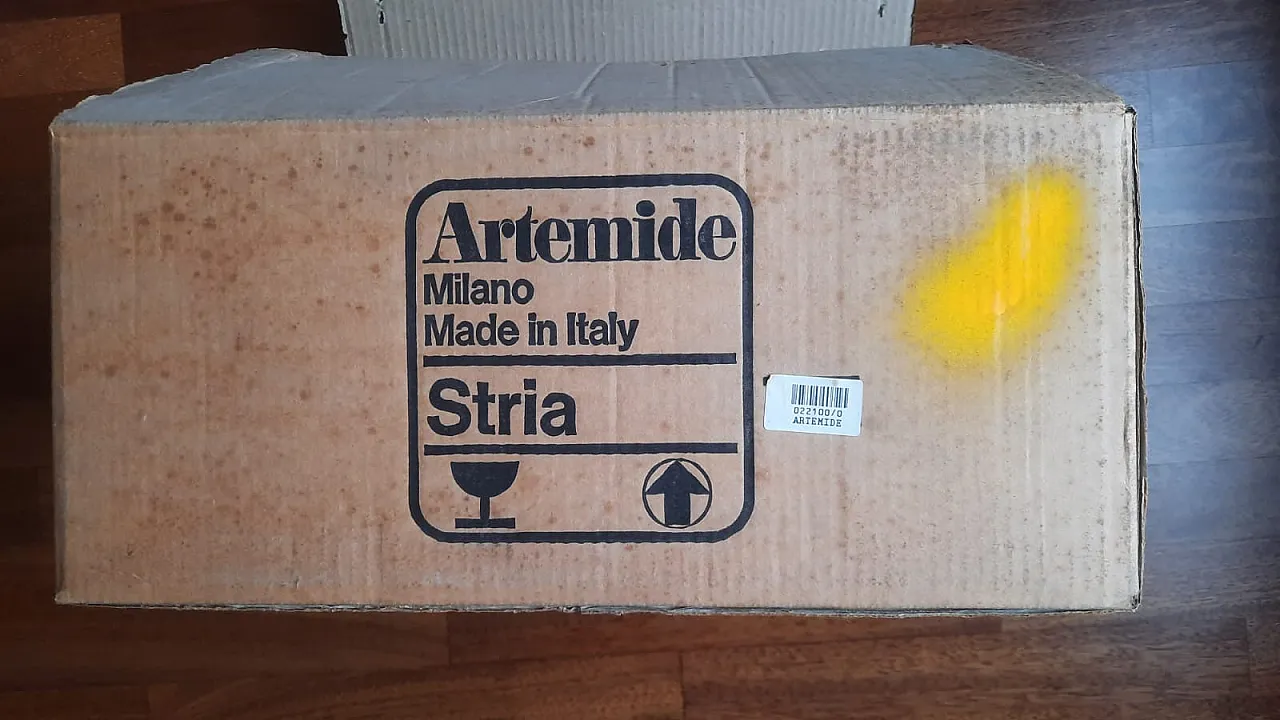 Artemide
Milano
Made in Italy
Stria
022100/0
ARTEMIDE